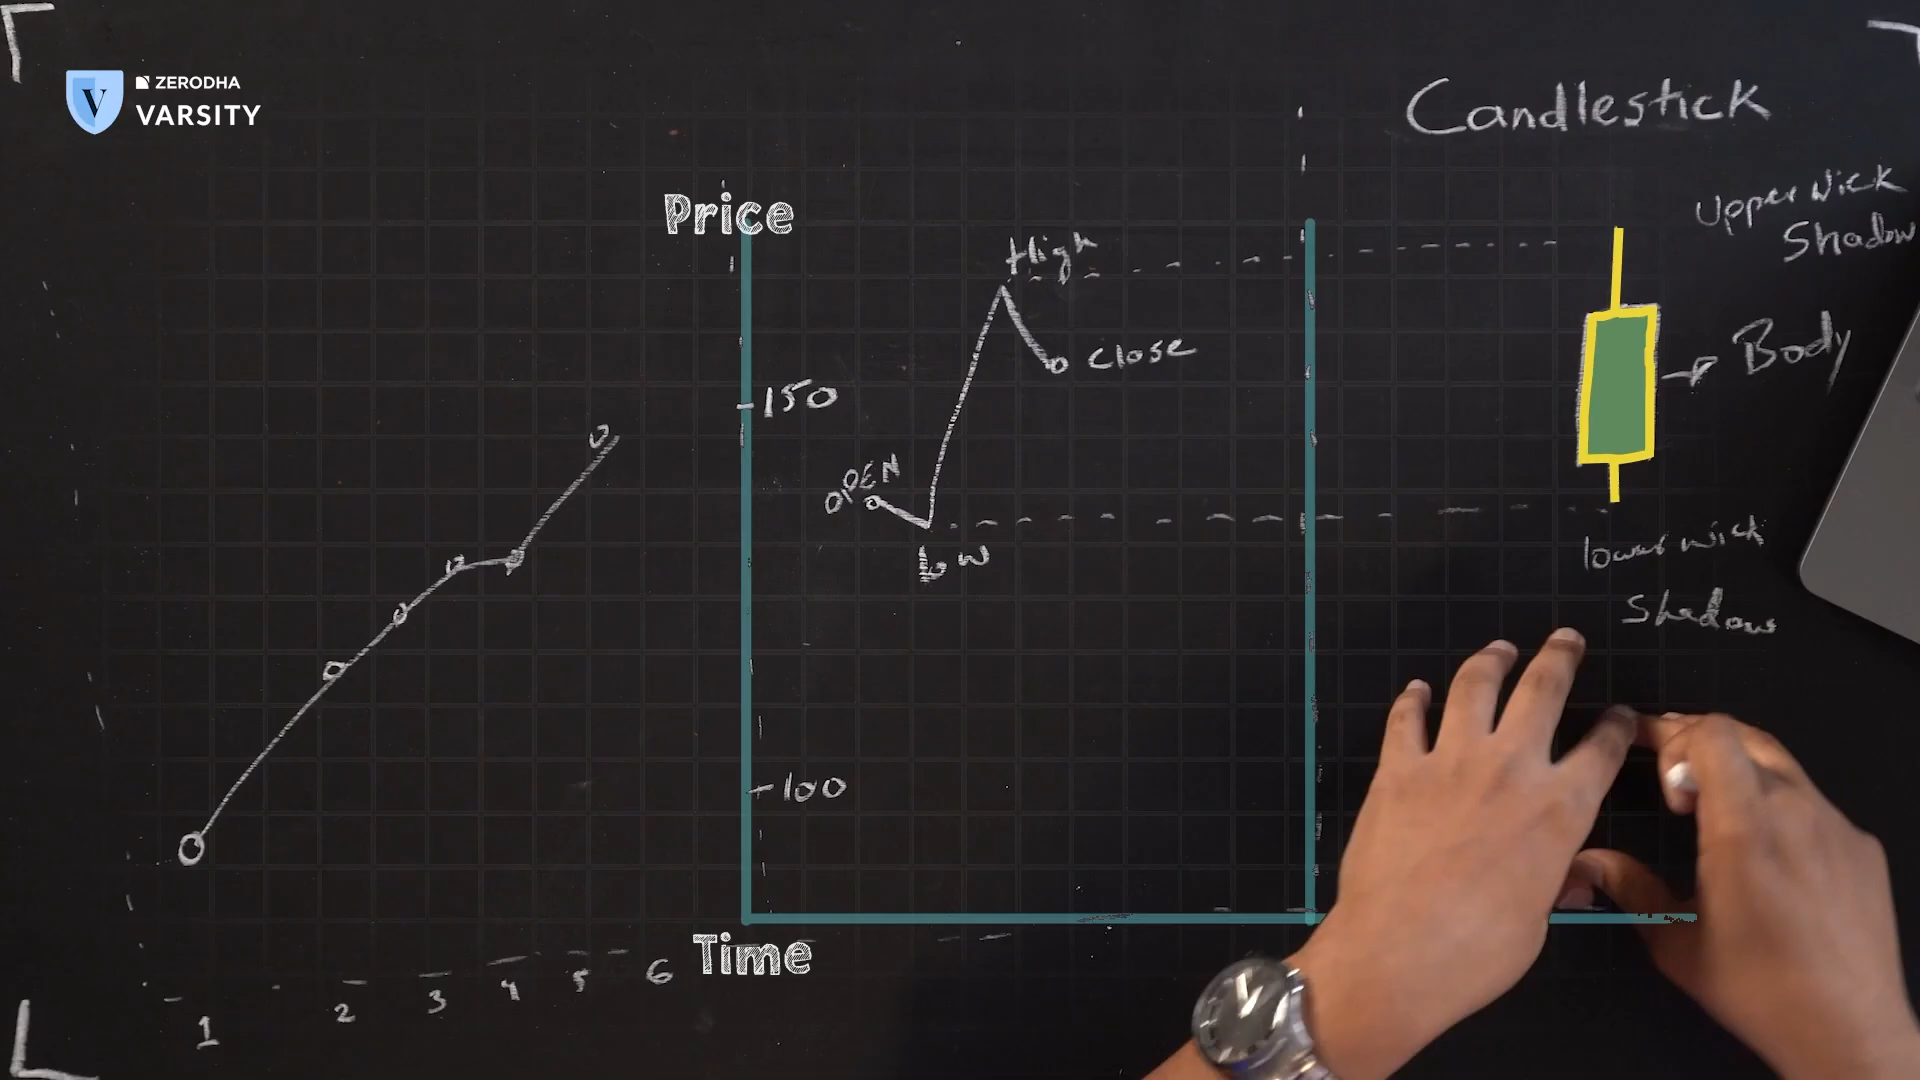 ZERODHA
VARSITY
Candlestick
Upper Wick
Shadow
Price
High
close
Body
150
OPEN
Low
lower wick
Shadow
100
Time
1
2
3
4
5
6